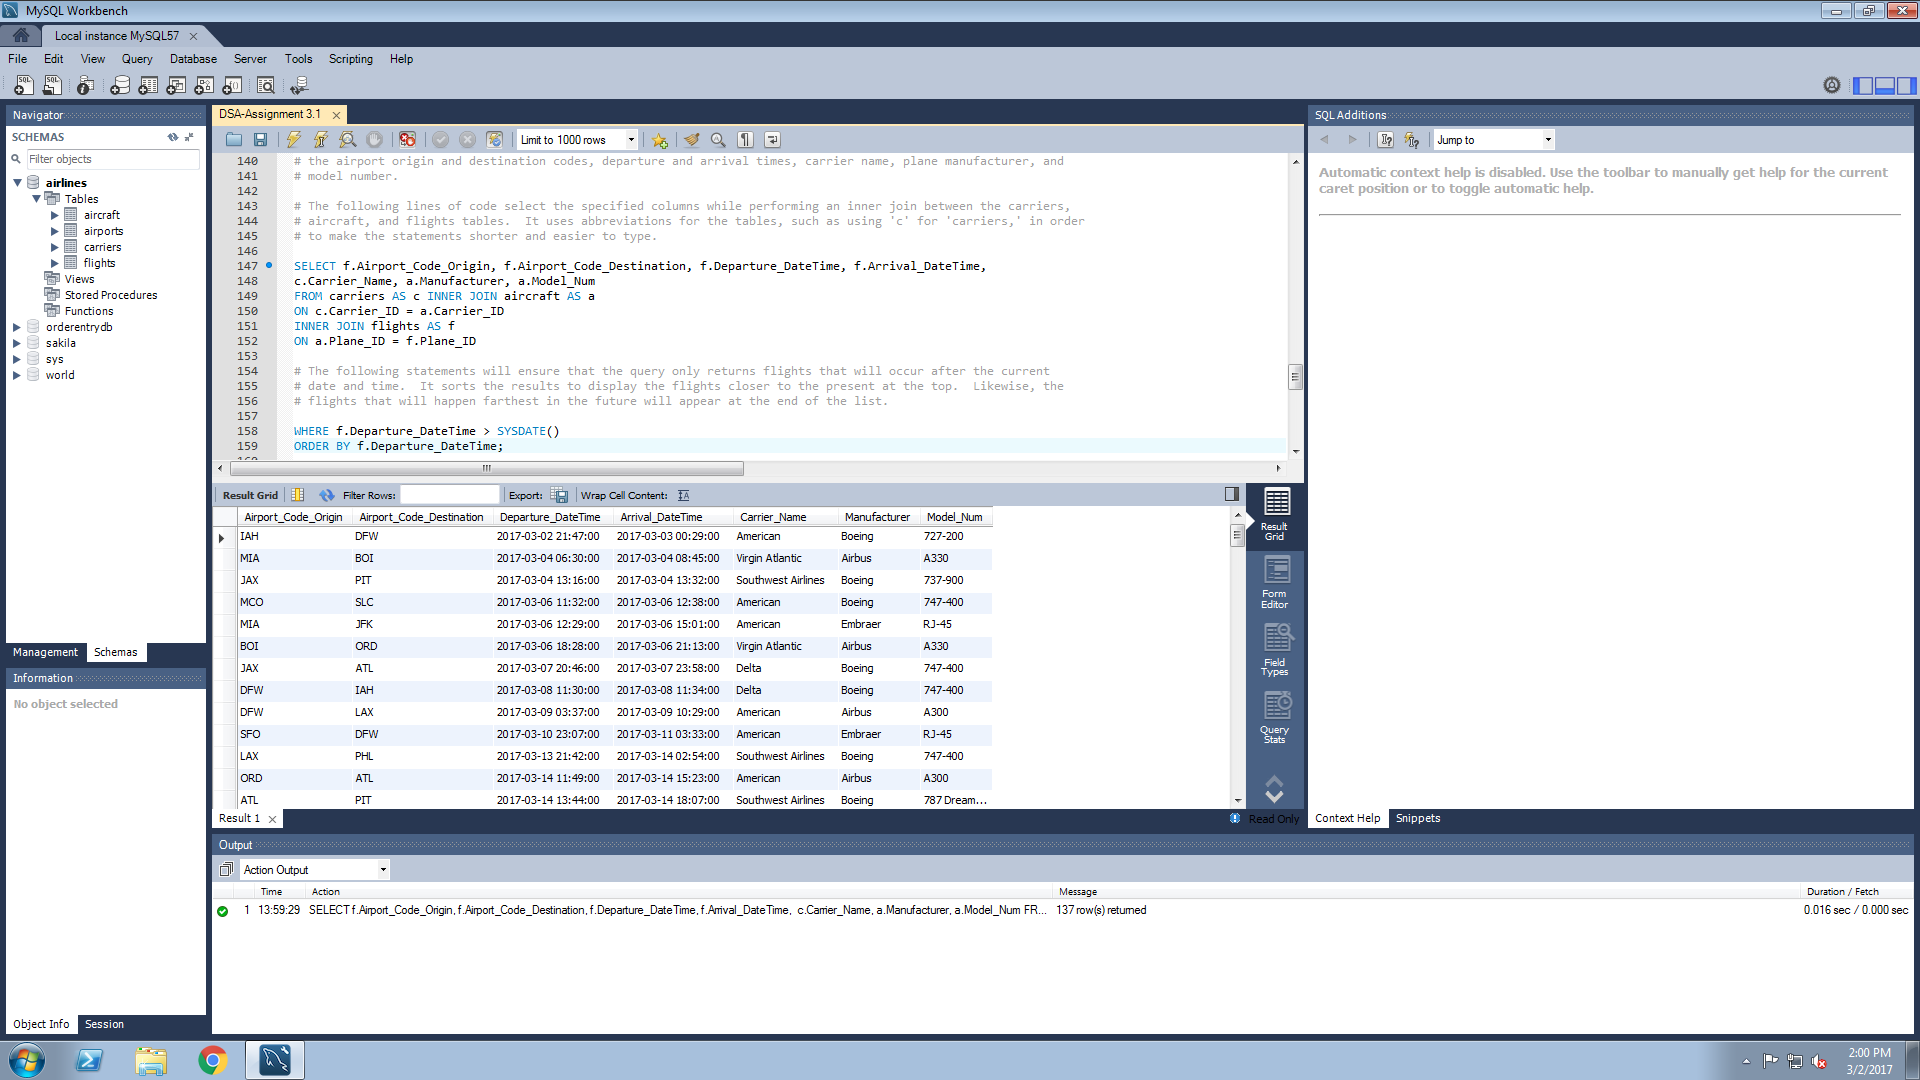 MySQL Workbench
Local instance MySQL57
File Edit View Query Database Server Tools Scripting Help
Navigator
SCHEMAS
Filter objects
airlines
Tables
aircraft
airports
carriers
flights
Views
Stored Procedures
Functions
orderentrydb
sakila
sys
world
Management Schemas
Information
No object selected
Object Info Session
DSA-Assignment 3.1
Limit to 1000 rows
140 # the airport origin and destination codes, departure and arrival times, carrier name, plane manufacturer, and
141 # model number.
142
143 # The following lines of code select the specified columns while performing an inner join between the carriers,
144 # aircraft, and flights tables.  It uses abbreviations for the tables, such as using 'c' for 'carriers,' in order
145 # to make the statements shorter and easier to type.
146
147 SELECT f.Airport_Code_Origin, f.Airport_Code_Destination, f.Departure_DateTime, f.Arrival_DateTime,
148 c.Carrier_Name, a.Manufacturer, a.Model_Num
149 FROM carriers AS c INNER JOIN aircraft AS a
150 ON c.Carrier_ID = a.Carrier_ID
151 INNER JOIN flights AS f
152 ON a.Plane_ID = f.Plane_ID
153
154 # The following statements will ensure that the query only returns flights that will occur after the current
155 # date and time.  It sorts the results to display the flights closer to the present at the top.  Likewise, the
156 # flights that will happen farthest in the future will appear at the end of the list.
157
158 WHERE f.Departure_DateTime > SYSDATE()
159 ORDER BY f.Departure_DateTime;
Result Grid Filter Rows: Export: Wrap Cell Content:
Airport_Code_Origin Airport_Code_Destination Departure_DateTime Arrival_DateTime Carrier_Name Manufacturer Model_Num
IAH DFW 2017-03-02 21:47:00 2017-03-03 00:29:00 American Boeing 727-200
MIA BOI 2017-03-04 06:30:00 2017-03-04 08:45:00 Virgin Atlantic Airbus A330
JAX PIT 2017-03-04 13:16:00 2017-03-04 13:32:00 Southwest Airlines Boeing 737-900
MCO SLC 2017-03-06 11:32:00 2017-03-06 12:38:00 American Boeing 747-400
MIA JFK 2017-03-06 12:29:00 2017-03-06 15:01:00 American Embraer RJ-45
BOI ORD 2017-03-06 18:28:00 2017-03-06 21:13:00 Virgin Atlantic Airbus A330
JAX ATL 2017-03-07 20:46:00 2017-03-07 23:58:00 Delta Boeing 747-400
DFW IAH 2017-03-08 11:30:00 2017-03-08 11:34:00 Delta Boeing 747-400
DFW LAX 2017-03-09 03:37:00 2017-03-09 10:29:00 American Airbus A300
SFO DFW 2017-03-10 23:07:00 2017-03-11 03:33:00 American Embraer RJ-45
LAX PHL 2017-03-13 21:42:00 2017-03-14 02:54:00 Southwest Airlines Boeing 747-400
ORD ATL 2017-03-14 11:49:00 2017-03-14 15:23:00 American Airbus A300
ATL PIT 2017-03-14 13:44:00 2017-03-14 18:07:00 Southwest Airlines Boeing 787 Dream...
Result Grid
Form Editor
Field Types
Query Stats
Result 1
Read Only
SQL Additions
Jump to
Automatic context help is disabled. Use the toolbar to manually get help for the current
caret position or to toggle automatic help.
Context Help Snippets
Output
Action Output
Time Action Message Duration / Fetch
1 13:59:29 SELECT f.Airport_Code_Origin, f.Airport_Code_Destination, f.Departure_DateTime, f.Arrival_DateTime, c.Carrier_Name, a.Manufacturer, a.Model_Num FR... 137 row(s) returned 0.016 sec / 0.000 sec
2:00 PM
3/2/2017